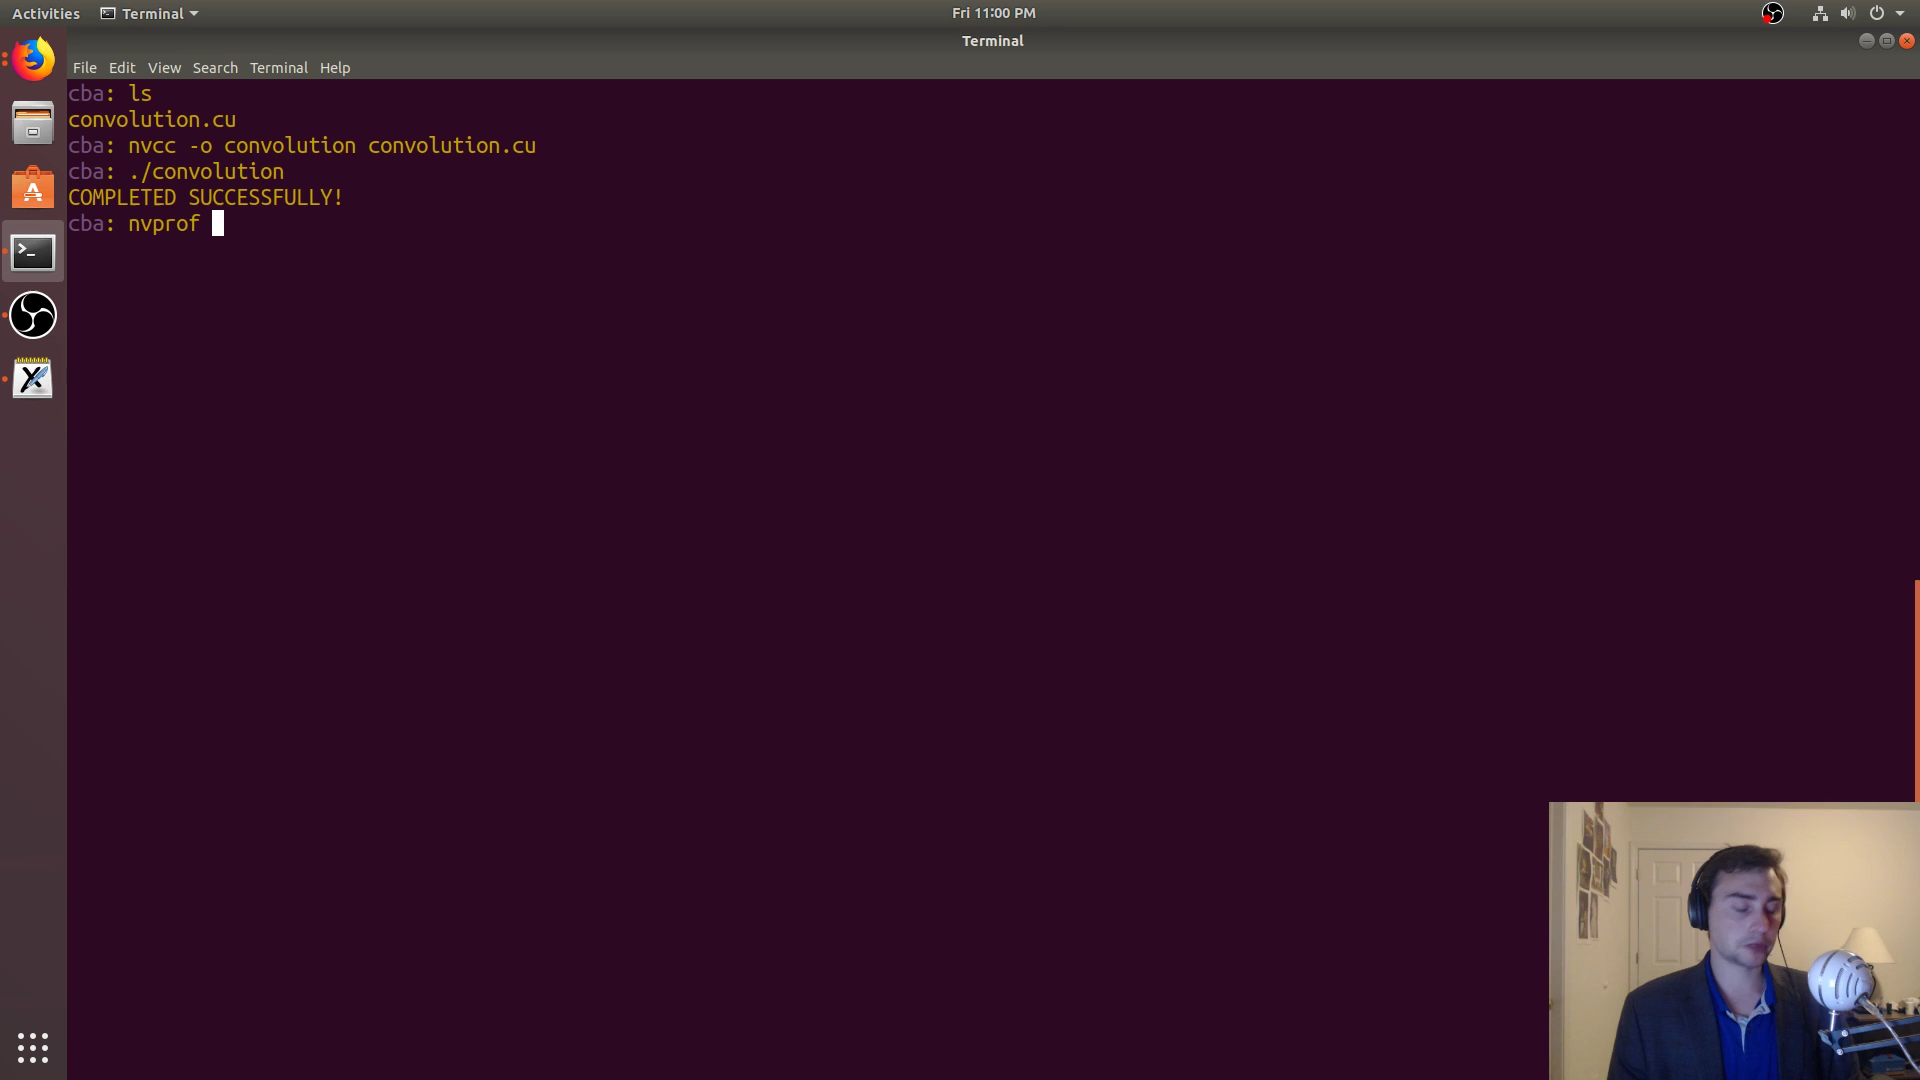 Activities
Terminal
Fri 11:00 PM
Terminal
File Edit View Search Terminal Help
cba: ls
convolution.cu
cba: nvcc -o convolution convolution.cu
cba: ./convolution
COMPLETED SUCCESSFULLY!
cba: nvprof